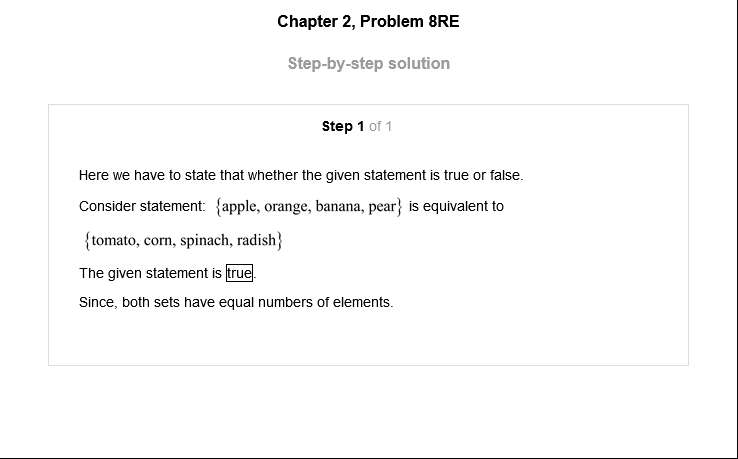 Chapter 2, Problem 8RE
Step-by-step solution
Step 1 of 1
Here we have to state that whether the given statement is true or false.
Consider statement: {apple, orange, banana, pear} is equivalent to
{tomato, corn, spinach, radish}
The given statement is true.
Since, both sets have equal numbers of elements.